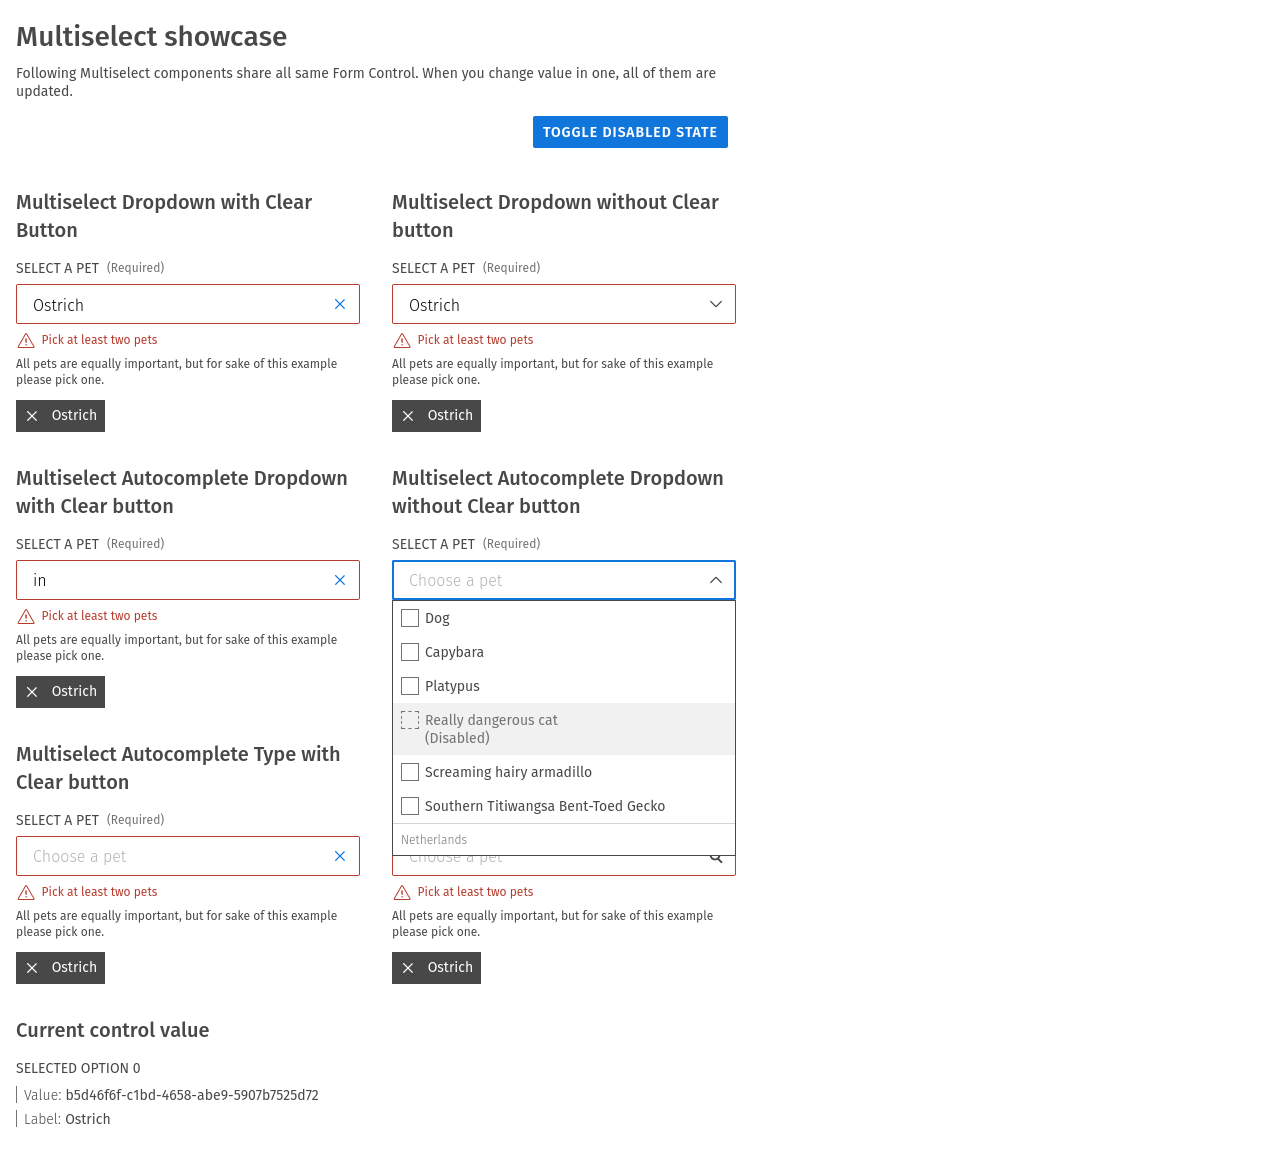 Multiselect showcase
Following Multiselect components share all same Form Control. When you change value in one, all of them are
updated.
TOGGLE DISABLED STATE
Multiselect Dropdown with Clear
Button
SELECT A PET (Required)
Ostrich
Pick at least two pets
All pets are equally important, but for sake of this example
please pick one.
Ostrich
Multiselect Dropdown without Clear
button
SELECT A PET (Required)
Ostrich
Pick at least two pets
All pets are equally important, but for sake of this example
please pick one.
Ostrich
Multiselect Autocomplete Dropdown
with Clear button
SELECT A PET (Required)
in
Pick at least two pets
All pets are equally important, but for sake of this example
please pick one.
Ostrich
Multiselect Autocomplete Dropdown
without Clear button
SELECT A PET (Required)
Choose a pet
Dog
Capybara
Platypus
Really dangerous cat
(Disabled)
Screaming hairy armadillo
Southern Titiwangsa Bent-Toed Gecko
Netherlands
Multiselect Autocomplete Type with
Clear button
SELECT A PET (Required)
Choose a pet
Pick at least two pets
All pets are equally important, but for sake of this example
please pick one.
Ostrich
Choose a pet
Pick at least two pets
All pets are equally important, but for sake of this example
please pick one.
Ostrich
Current control value
SELECTED OPTION 0
Value: b5d46f6f-c1bd-4658-abe9-5907b7525d72
Label: Ostrich